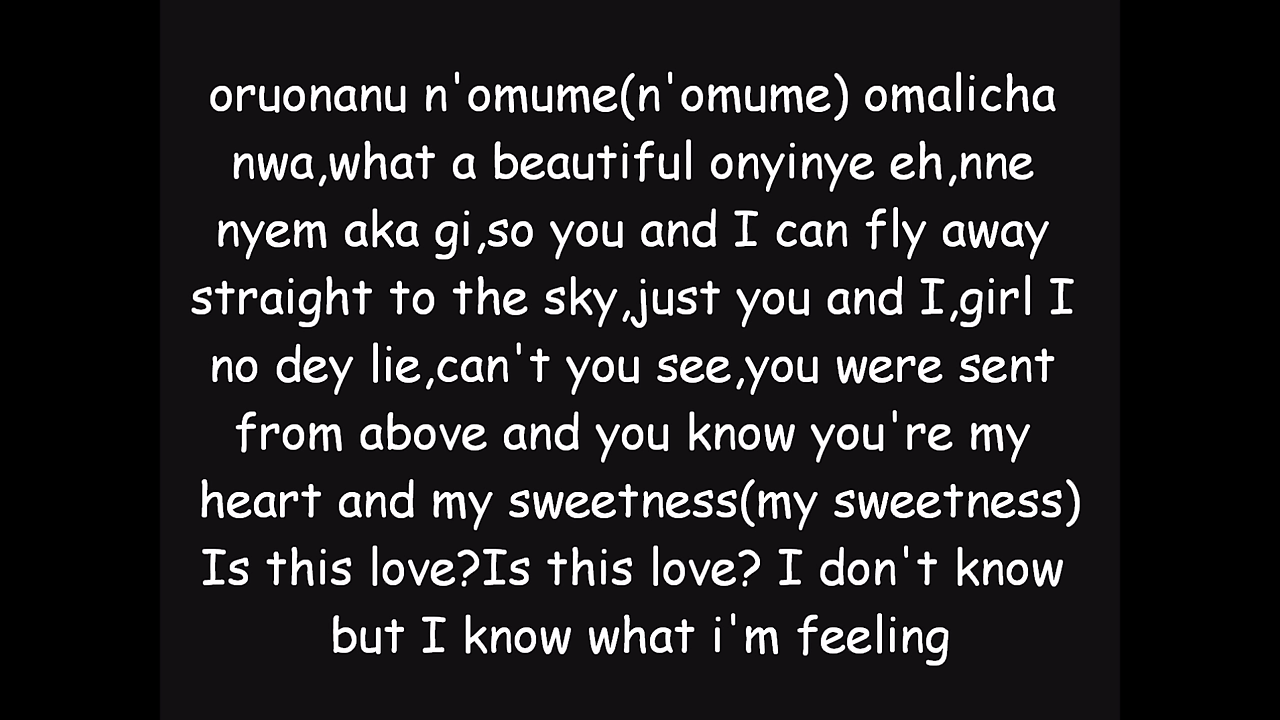 oruonanu n'omume(n'omume) omalicha
nwa,what a beautiful onyinye eh,nne
nyem aka gi,so you and I can fly away
straight to the sky,just you and I,girl I
no dey lie,can't you see,you were sent
from above and you know you're my
heart and my sweetness(my sweetness)
Is this love?Is this love? I don't know
but I know what i'm feeling